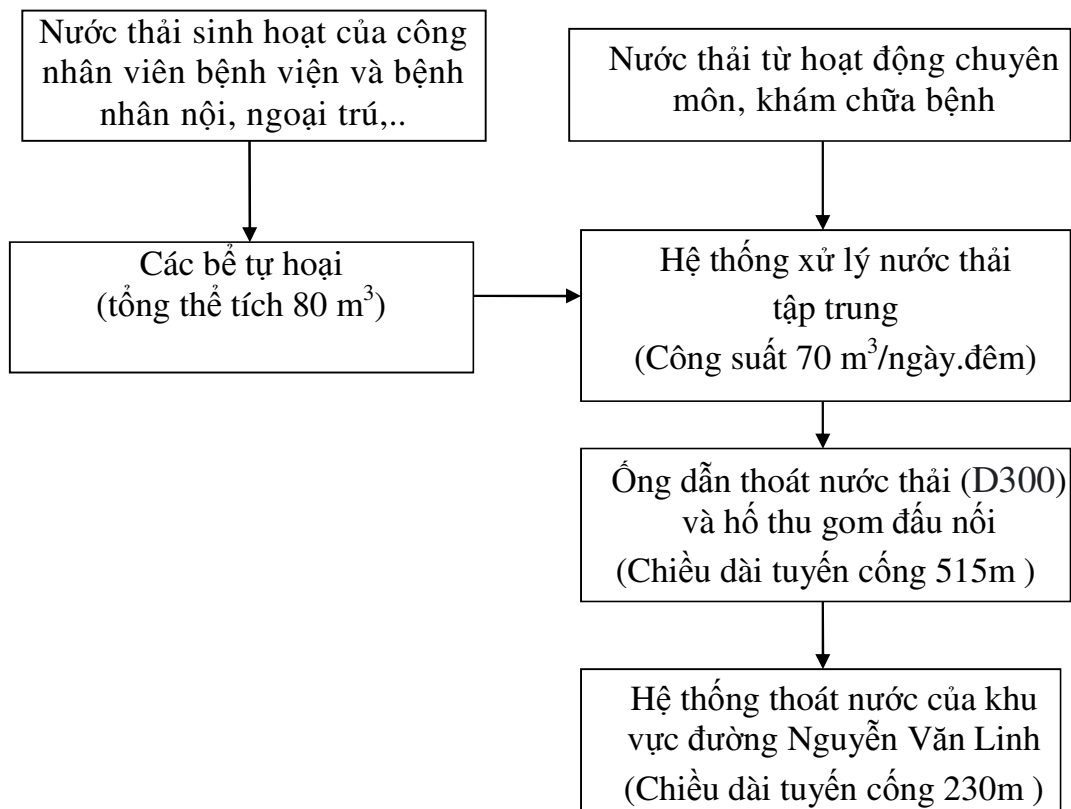 Nước thải sinh hoạt của công
nhân viên bệnh viện và bệnh
nhân nội, ngoại trú,..
Nước thải từ hoạt động chuyên
môn, khám chữa bệnh
Các bể tự hoại
(tổng thể tích 80 m³)
Hệ thống xử lý nước thải
tập trung
(Công suất 70 m³/ngày.đêm)
Ống dẫn thoát nước thải (D300)
và hố thu gom đấu nối
(Chiều dài tuyến cống 515m )
Hệ thống thoát nước của khu
vực đường Nguyễn Văn Linh
(Chiều dài tuyến cống 230m )